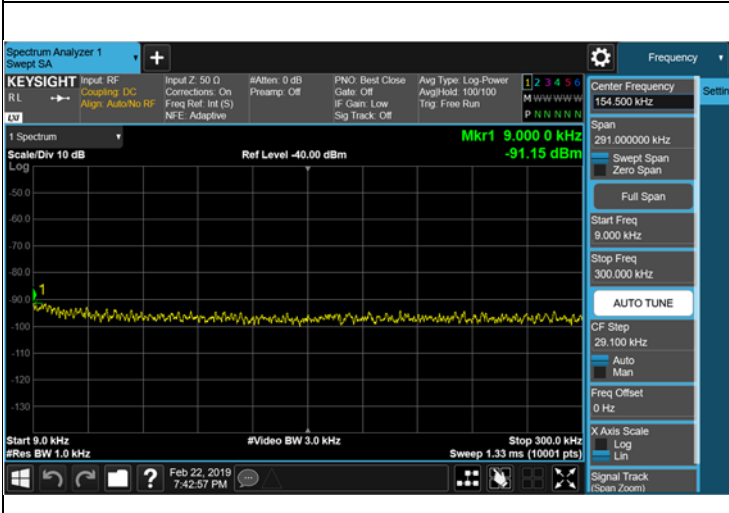 Spectrum Analyzer 1
Swept SA
Frequency
KEYSIGHT
RL
LXI
Input: RF
Coupling: DC
Align: Auto/No RF
Input Z: 50 Ω
Corrections: On
Freq Ref: Int (S)
NFE: Adaptive
#Atten: 0 dB
Preamp: Off
PNO: Best Close
Gate: Off
IF Gain: Low
Sig Track: Off
Avg Type: Log-Power
Avg|Hold: 100/100
Trig: Free Run
1 2 3 4 5 6
M W W W W W
P N N N N N
1 Spectrum
Scale/Div 10 dB
Log
Ref Level -40.00 dBm
Mkr1 9.000 0 kHz
-91.15 dBm
-50.0
-60.0
-70.0
-80.0
-90.0
-100
-110
-120
-130
1
Start 9.0 kHz
#Res BW 1.0 kHz
#Video BW 3.0 kHz
Stop 300.0 kHz
Sweep 1.33 ms (10001 pts)
Feb 22, 2019
7:42:57 PM
Center Frequency
154.500 kHz
Settin
Span
291.000000 kHz
Swept Span
Zero Span
Full Span
Start Freq
9.000 kHz
Stop Freq
300.000 kHz
AUTO TUNE
CF Step
29.100 kHz
Auto
Man
Freq Offset
0 Hz
X Axis Scale
Log
Lin
Signal Track
(Span Zoom)